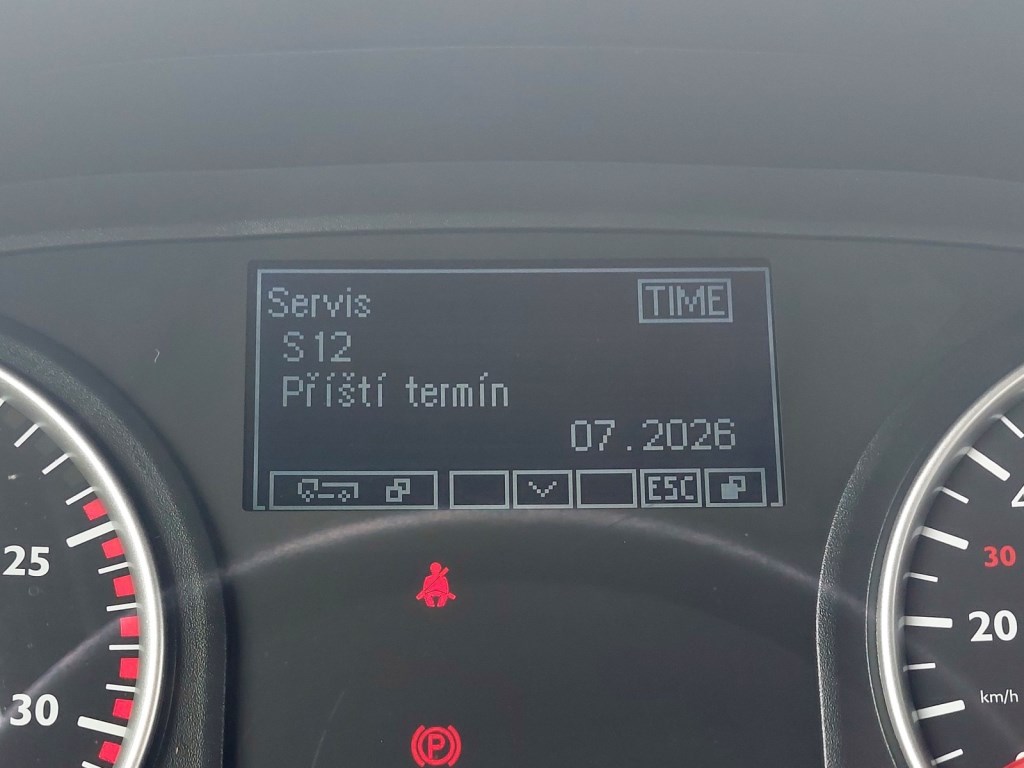 Servis TIME
S12
Příští termín
07.2026
ESC
25
30
30
20
km/h
P